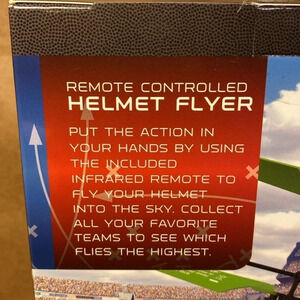 REMOTE CONTROLLED
HELMET FLYER
PUT THE ACTION IN
YOUR HANDS BY USING
THE INCLUDED
INFRARED REMOTE TO
FLY YOUR HELMET
INTO THE SKY. COLLECT
ALL YOUR FAVORITE
TEAMS TO SEE WHICH
FLIES THE HIGHEST.